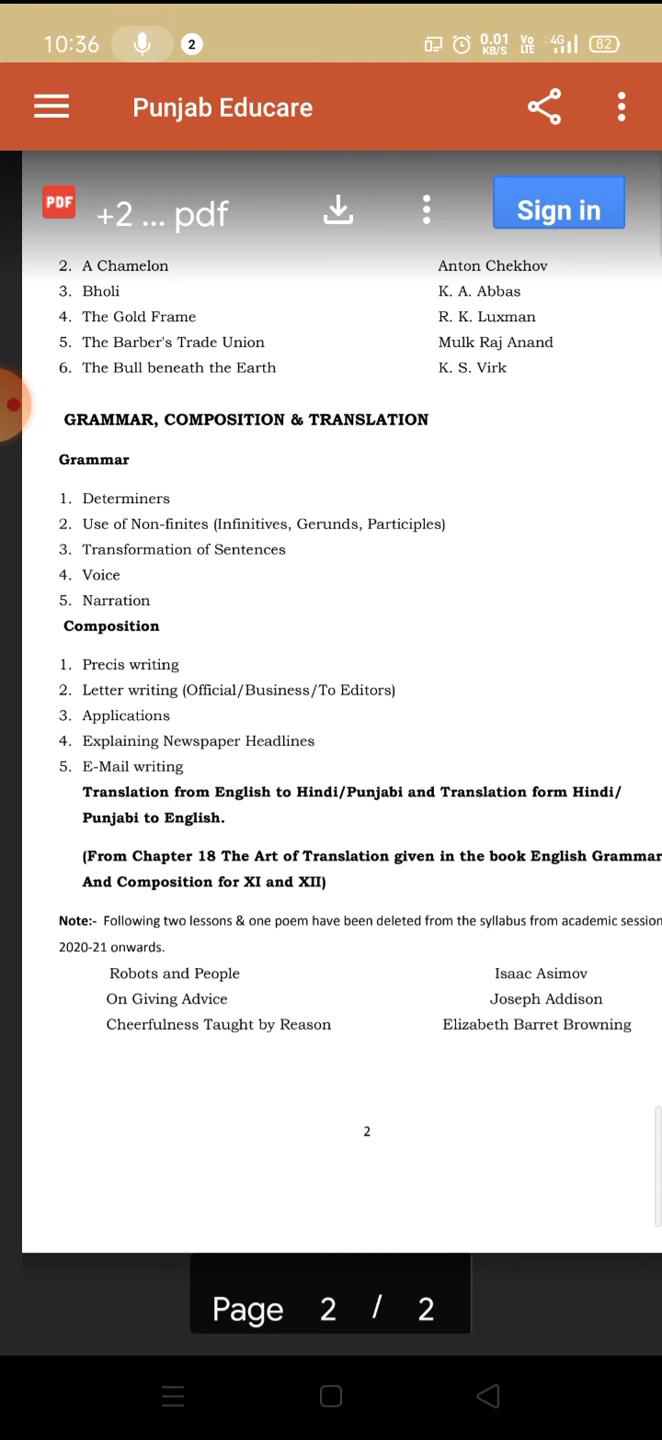 10:36 2 0.01 KB/S Vo LTE 4G 82
Punjab Educare
PDF +2 ... pdf Sign in
2. A Chamelon Anton Chekhov
3. Bholi K. A. Abbas
4. The Gold Frame R. K. Luxman
5. The Barber's Trade Union Mulk Raj Anand
6. The Bull beneath the Earth K. S. Virk
GRAMMAR, COMPOSITION & TRANSLATION
Grammar
1. Determiners
2. Use of Non-finites (Infinitives, Gerunds, Participles)
3. Transformation of Sentences
4. Voice
5. Narration
Composition
1. Precis writing
2. Letter writing (Official/Business/To Editors)
3. Applications
4. Explaining Newspaper Headlines
5. E-Mail writing
Translation from English to Hindi/Punjabi and Translation form Hindi/
Punjabi to English.
(From Chapter 18 The Art of Translation given in the book English Grammar
And Composition for XI and XII)
Note:- Following two lessons & one poem have been deleted from the syllabus from academic session
2020-21 onwards.
Robots and People Isaac Asimov
On Giving Advice Joseph Addison
Cheerfulness Taught by Reason Elizabeth Barret Browning
2
Page 2 / 2